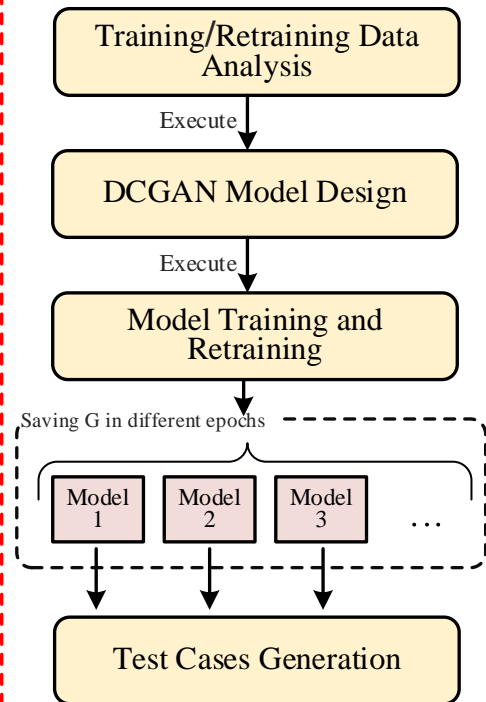 Training/Retraining Data
Analysis
Execute
DCGAN Model Design
Execute
Model Training and
Retraining
Saving G in different epochs
Model
1
Model
2
Model
3
...
Test Cases Generation